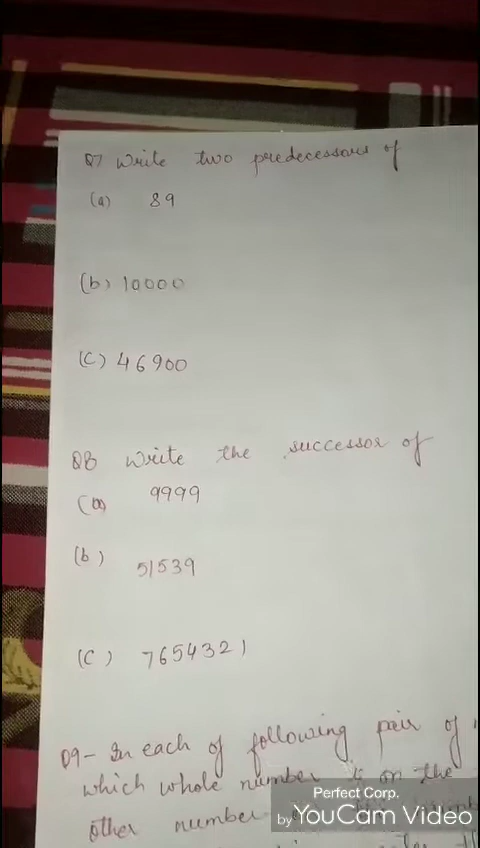 Q7 Write two predecessors of
(a) 89
(b) 10000
(C) 46900
Q8 Write the successor of
(a) 9999
(b) 51539
(C) 7654321
Q9- In each of following pair of
which whole number is on the
other number
Perfect Corp.
by YouCam Video